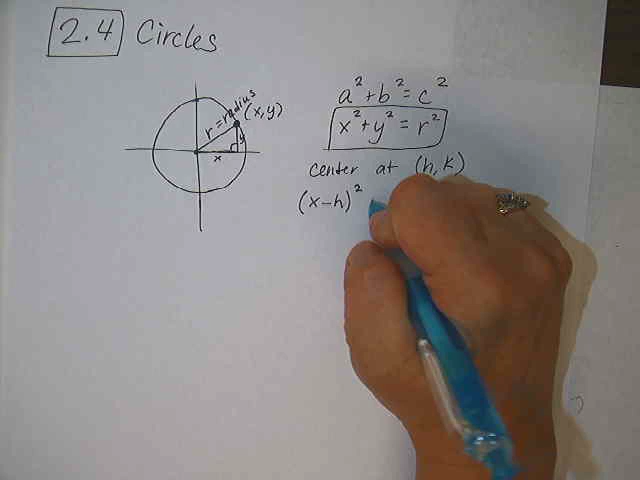 2.4 Circles
r = radius
(x, y)
y
x
a² + b² = c²
x² + y² = r²
center at (h, k)
(x-h)²